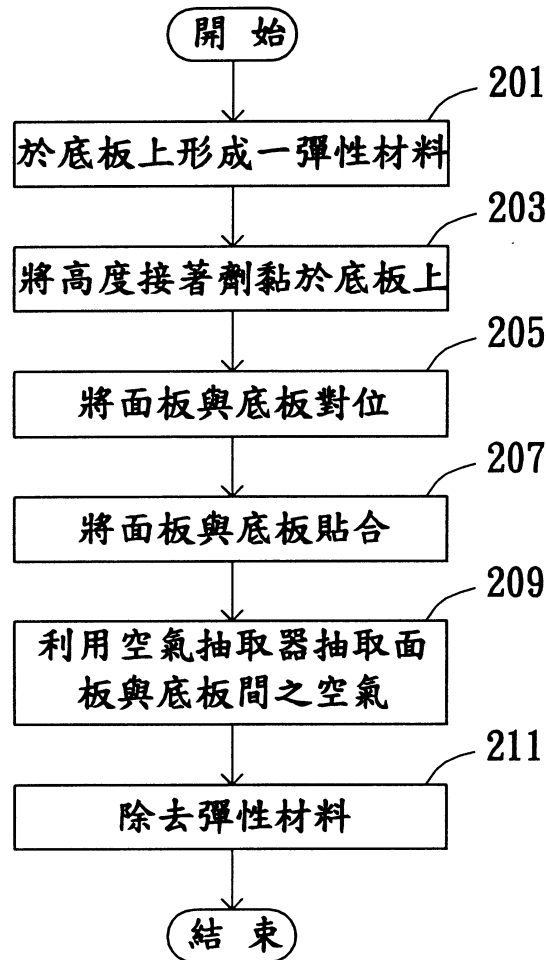 開 始
201
於底板上形成一彈性材料
203
將高度接著劑黏於底板上
205
將面板與底板對位
207
將面板與底板貼合
209
利用空氣抽取器抽取面
板與底板間之空氣
211
除去彈性材料
結 束